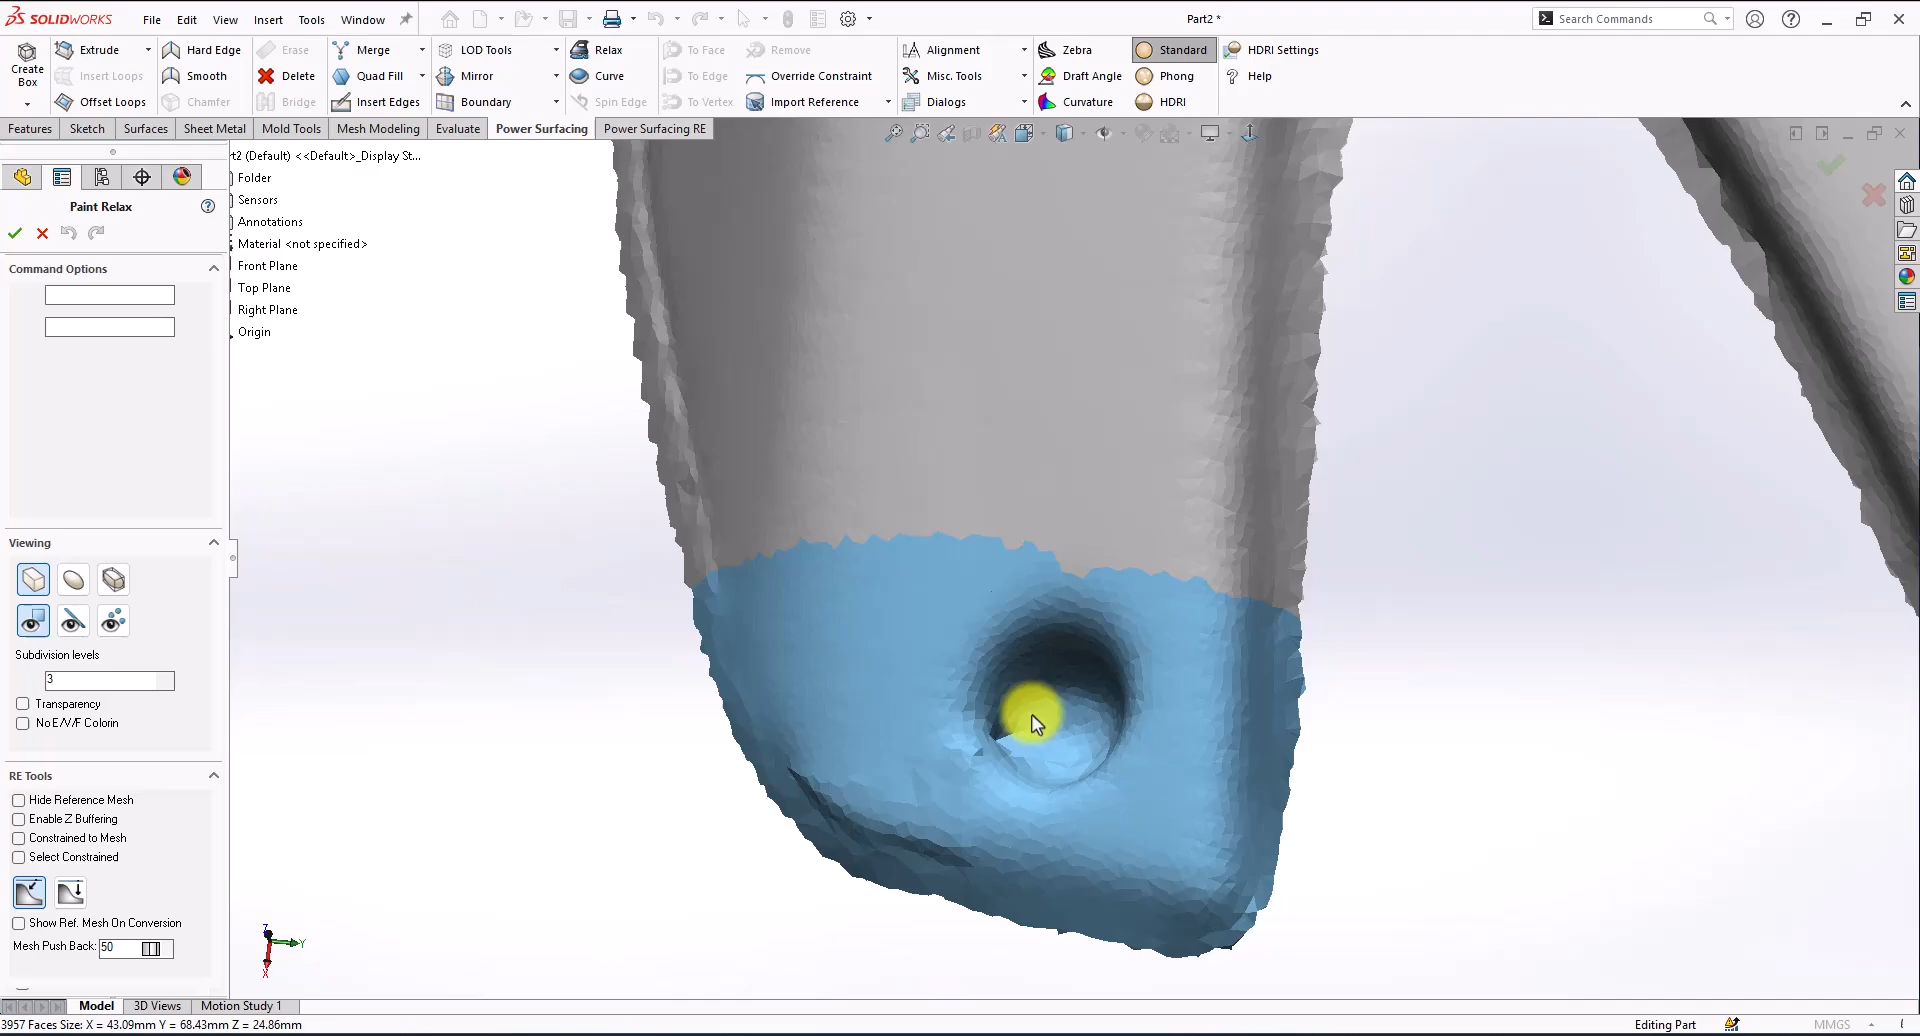 SOLIDWORKS File Edit View Insert Tools Window Part2 * Search Commands
Create Box
Extrude Hard Edge Erase Merge LOD Tools Relax To Face Remove Alignment Zebra Standard HDRI Settings
Insert Loops Smooth Delete Quad Fill Mirror Curve To Edge Override Constraint Misc. Tools Draft Angle Phong Help
Offset Loops Chamfer Bridge Insert Edges Boundary Spin Edge To Vertex Import Reference Dialogs Curvature HDRI
Features Sketch Surfaces Sheet Metal Mold Tools Mesh Modeling Evaluate Power Surfacing Power Surfacing RE
rt2 (Default) <<Default>_Display St...
Folder
Sensors
Annotations
Material <not specified>
Front Plane
Top Plane
Right Plane
Origin
Paint Relax
Command Options
Viewing
Subdivision levels
3
Transparency
No E/V/F Colorin
RE Tools
Hide Reference Mesh
Enable Z Buffering
Constrained to Mesh
Select Constrained
Show Ref. Mesh On Conversion
Mesh Push Back: 50
Z
Y
X
Model 3D Views Motion Study 1
3957 Faces Size: X = 43.09mm Y = 68.43mm Z = 24.86mm Editing Part MMGS